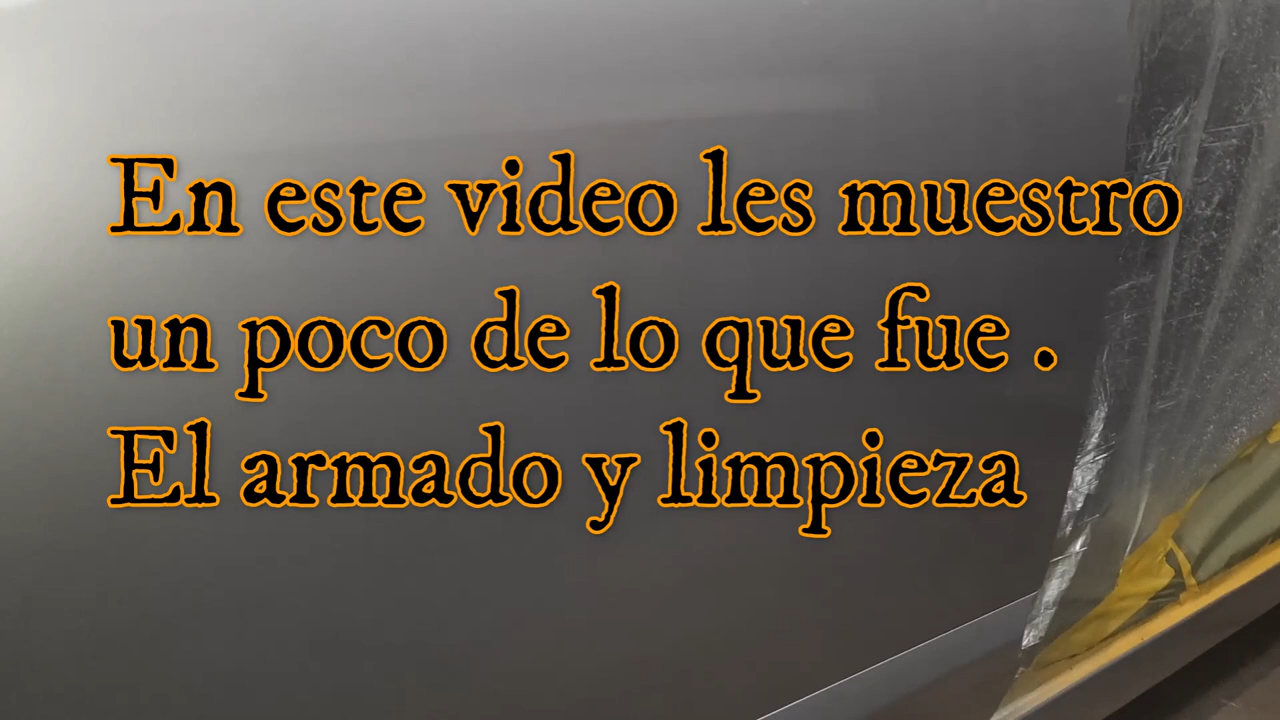 En este video les muestro
un poco de lo que fue .
El armado y limpieza